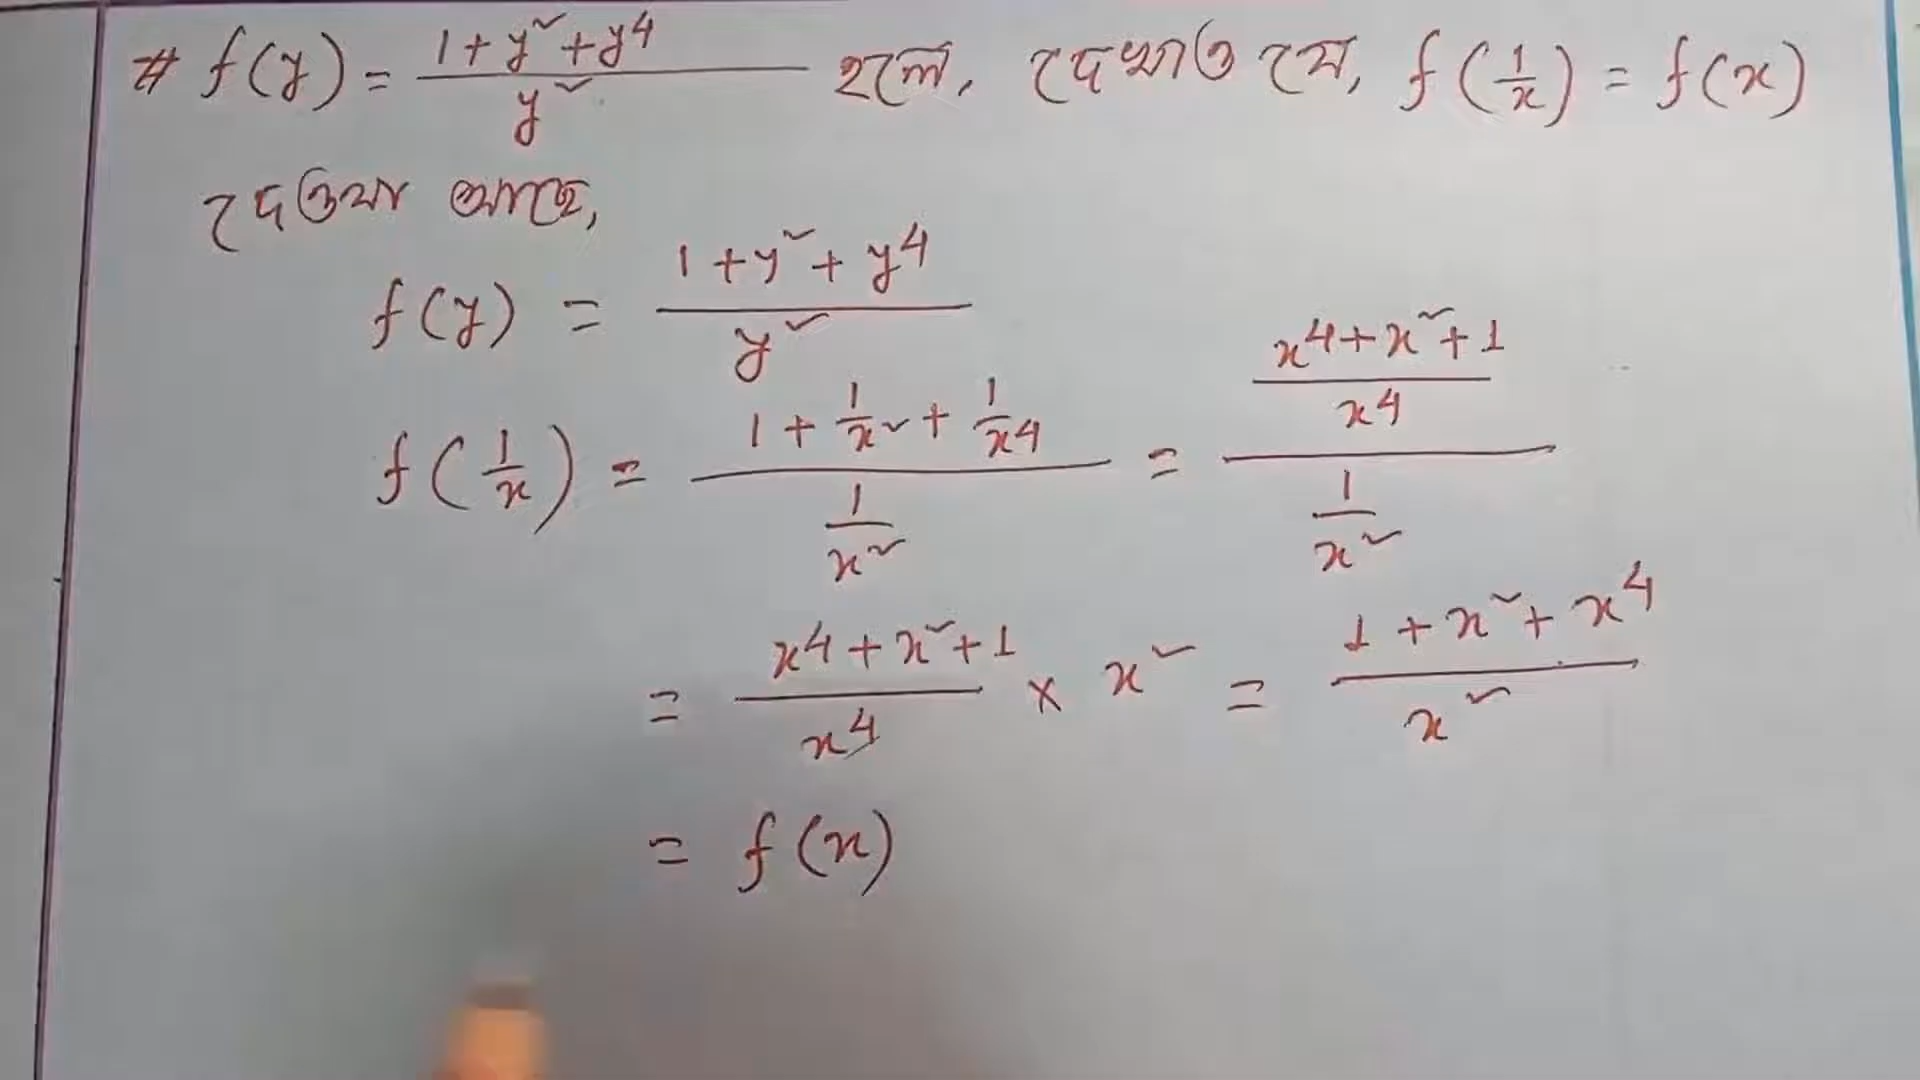 # f(y) = (1+y²+y⁴)/y² হলে, দেখাও যে, f(1/x) = f(x)
দেওয়া আছে,
f(y) = (1+y²+y⁴)/y²
f(1/x) = (1 + 1/x² + 1/x⁴)/(1/x²) = ((x⁴+x²+1)/x⁴)/(1/x²)
= (x⁴+x²+1)/x⁴ × x² = (1+x²+x⁴)/x²
= f(x)